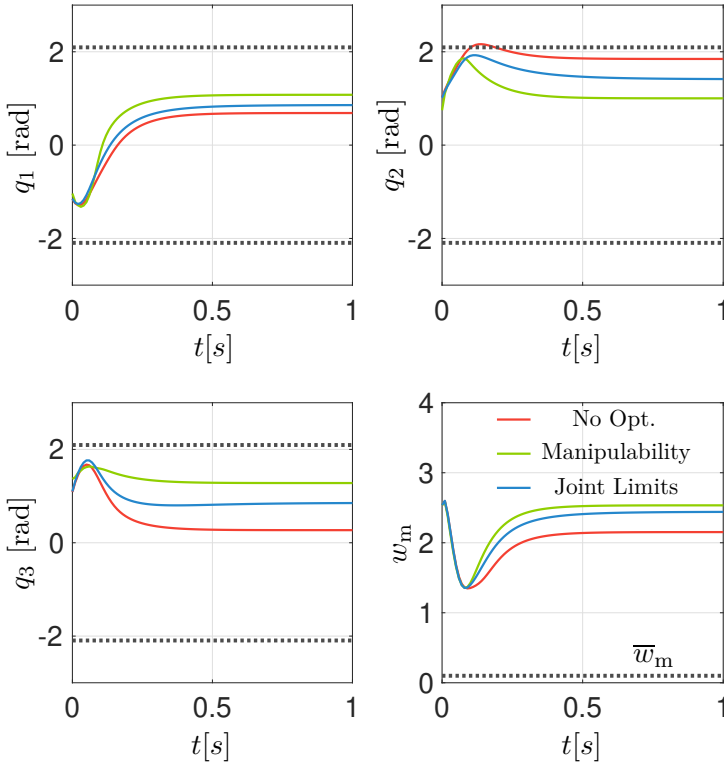 2
0
-2
q1 [rad]
0
0.5
1
t[s]
2
0
-2
q2 [rad]
0
0.5
1
t[s]
2
0
-2
q3 [rad]
0
0.5
1
t[s]
4
3
2
1
0
wm
No Opt.
Manipulability
Joint Limits
w̅m
0
0.5
1
t[s]